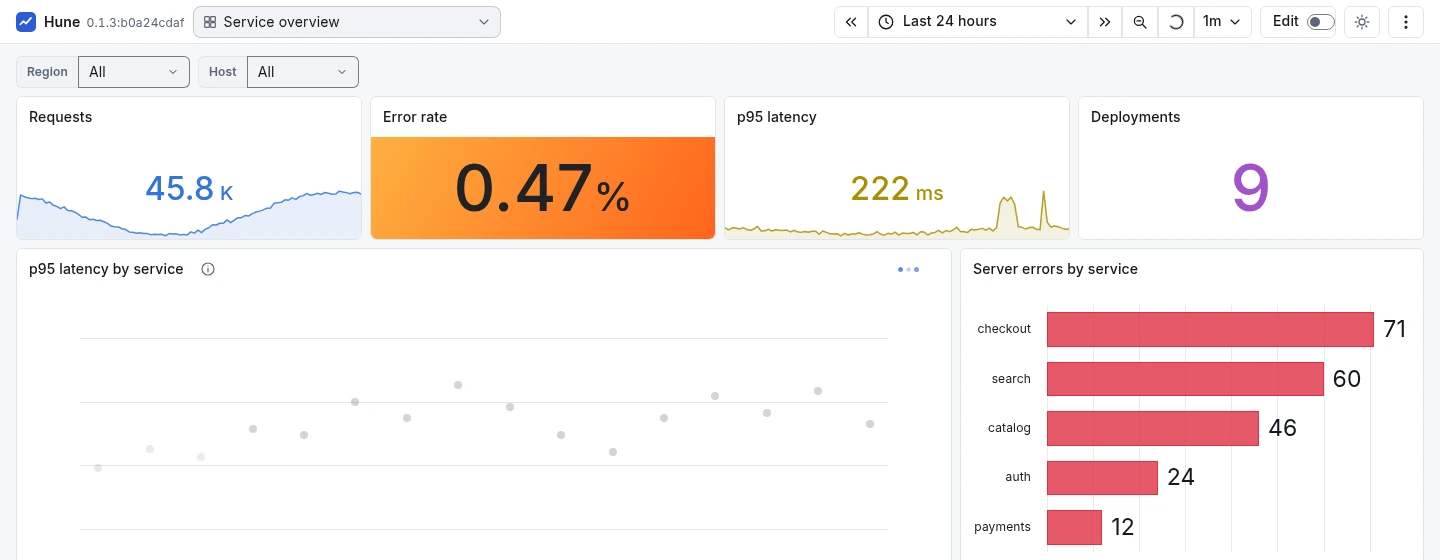 Hune 0.1.3:b0a24cdaf Service overview Last 24 hours 1m Edit
Region All Host All
Requests
45.8 K
Error rate
0.47%
p95 latency
222 ms
Deployments
9
p95 latency by service
Server errors by service
checkout 71
search 60
catalog 46
auth 24
payments 12